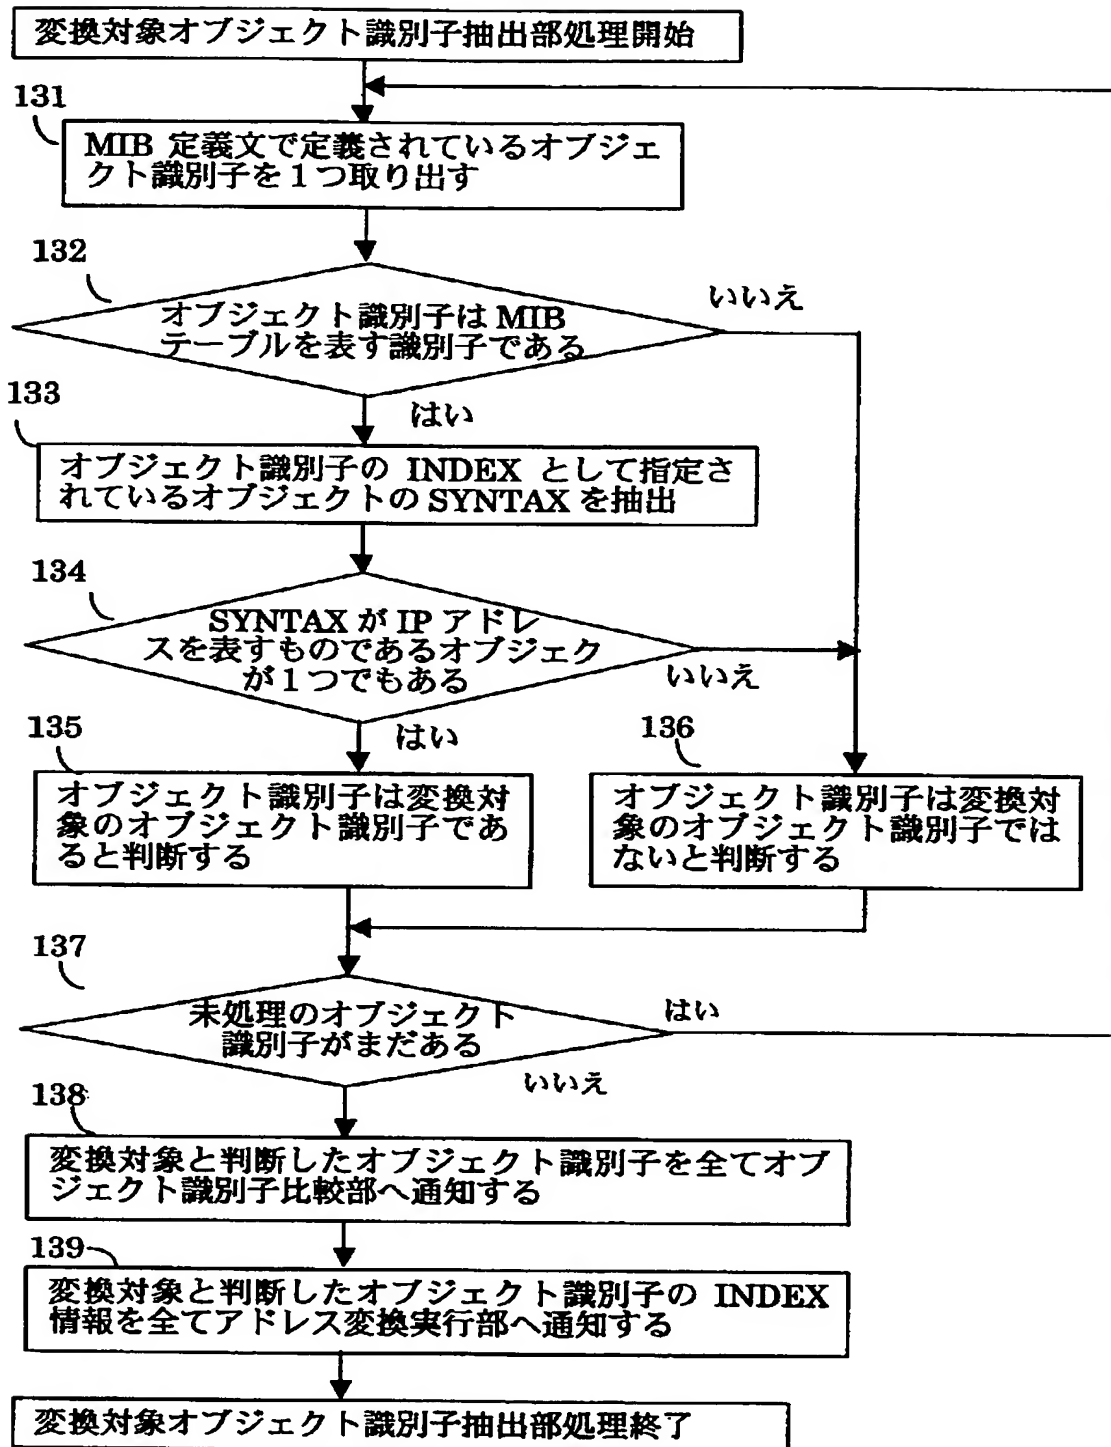 変換対象オブジェクト識別子抽出部処理開始
131
MIB 定義文で定義されているオブジェ
クト識別子を1つ取り出す
132
オブジェクト識別子は MIB
テーブルを表す識別子である
いいえ
はい
133
オブジェクト識別子の INDEX として指定さ
れているオブジェクトの SYNTAX を抽出
134
SYNTAX が IP アドレ
スを表すものであるオブジェク
が1つでもある
いいえ
はい
135
オブジェクト識別子は変換対
象のオブジェクト識別子であ
ると判断する
136
オブジェクト識別子は変換対
象のオブジェクト識別子では
ないと判断する
137
未処理のオブジェクト
識別子がまだある
はい
いいえ
138
変換対象と判断したオブジェクト識別子を全てオブ
ジェクト識別子比較部へ通知する
139
変換対象と判断したオブジェクト識別子の INDEX
情報を全てアドレス変換実行部へ通知する
変換対象オブジェクト識別子抽出部処理終了